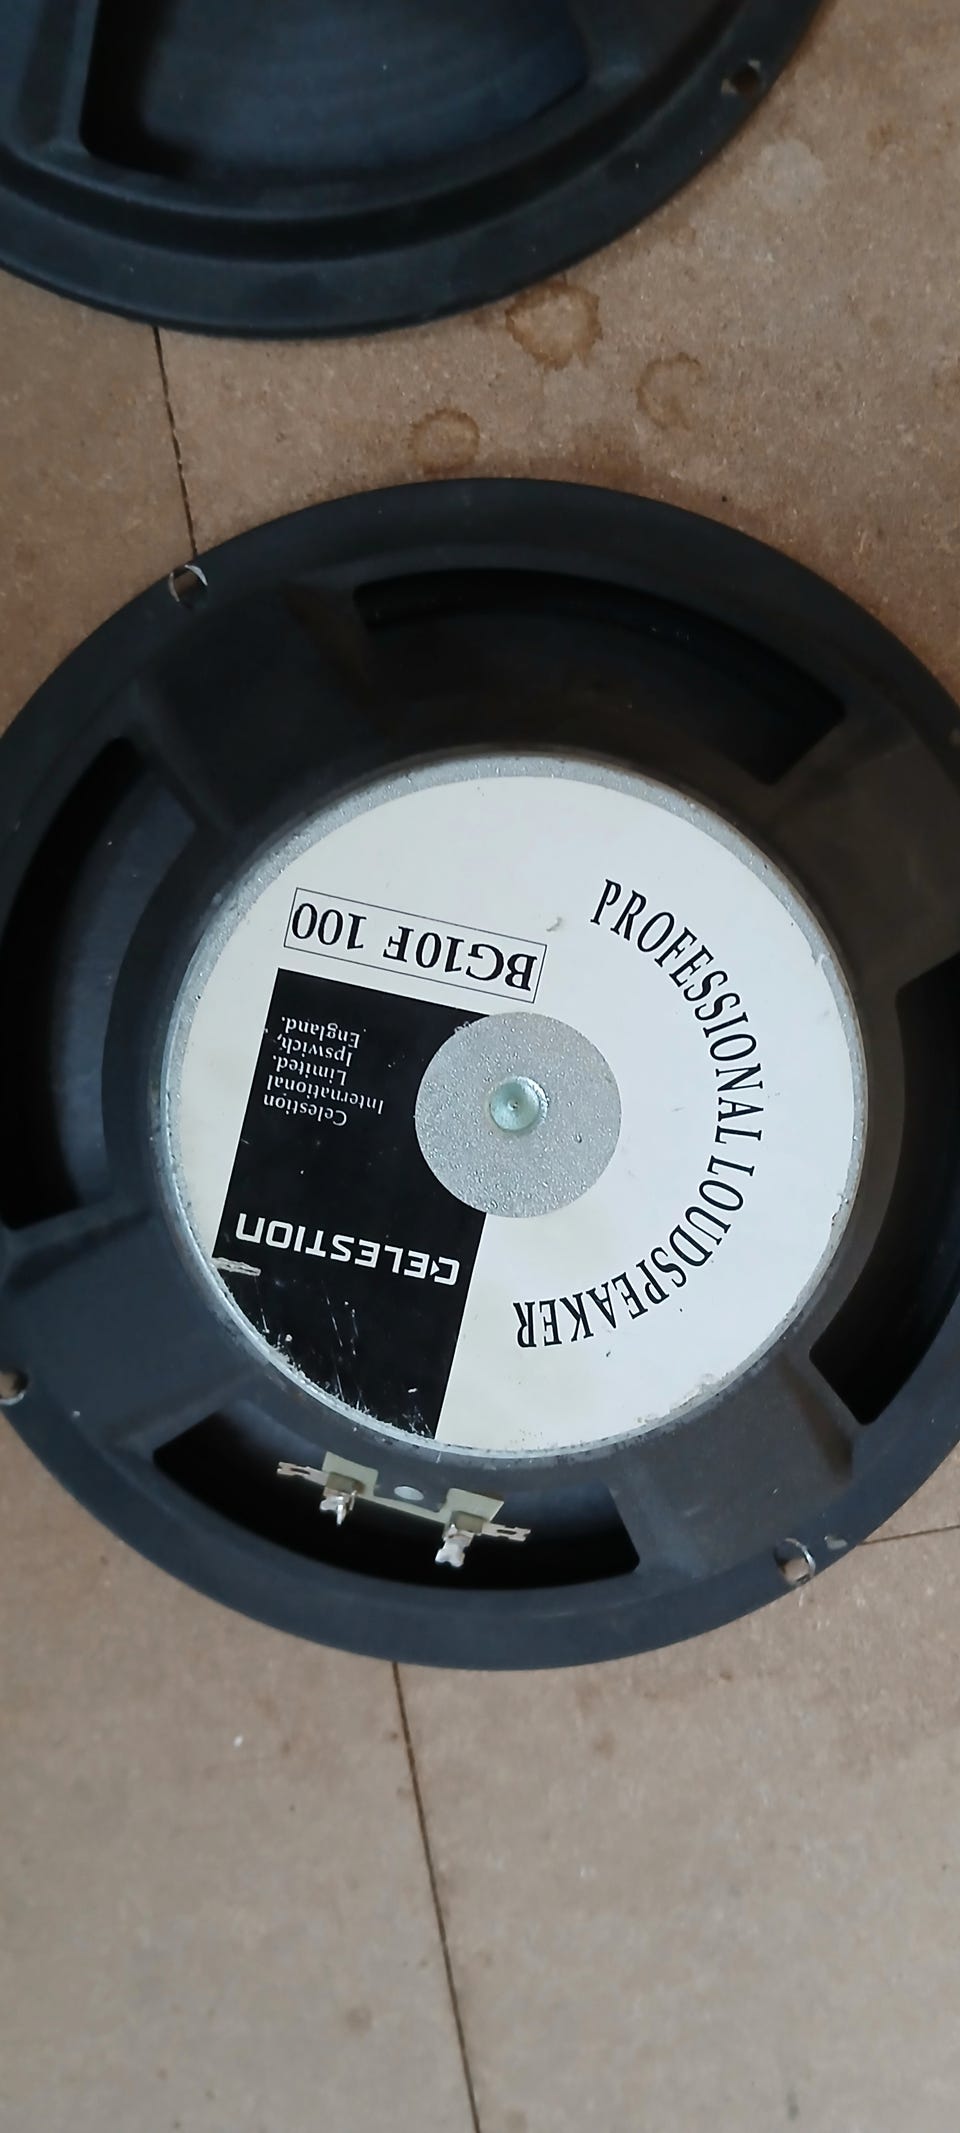 PROFESSIONAL LOUDSPEAKER
CELESTION
Celestion
International
Limited.
Ipswich,
England.
BG10F 100